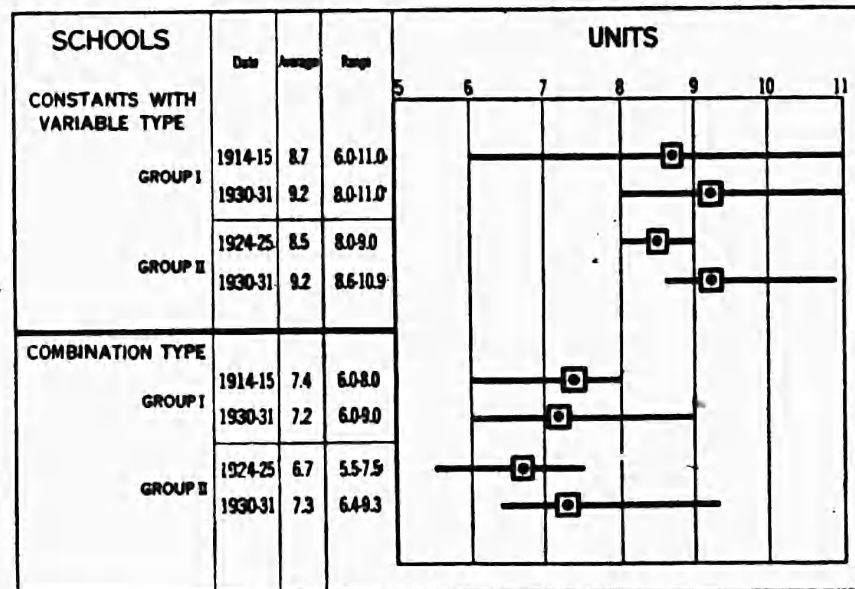 SCHOOLS
Date Average Range
UNITS
5 6 7 8 9 10 11
CONSTANTS WITH
VARIABLE TYPE
GROUP I
1914-15 8.7 6.0-11.0
1930-31 9.2 8.0-11.0
GROUP II
1924-25 8.5 8.0-9.0
1930-31 9.2 8.6-10.9
COMBINATION TYPE
GROUP I
1914-15 7.4 6.0-8.0
1930-31 7.2 6.0-9.0
GROUP II
1924-25 6.7 5.5-7.5
1930-31 7.3 6.4-9.3